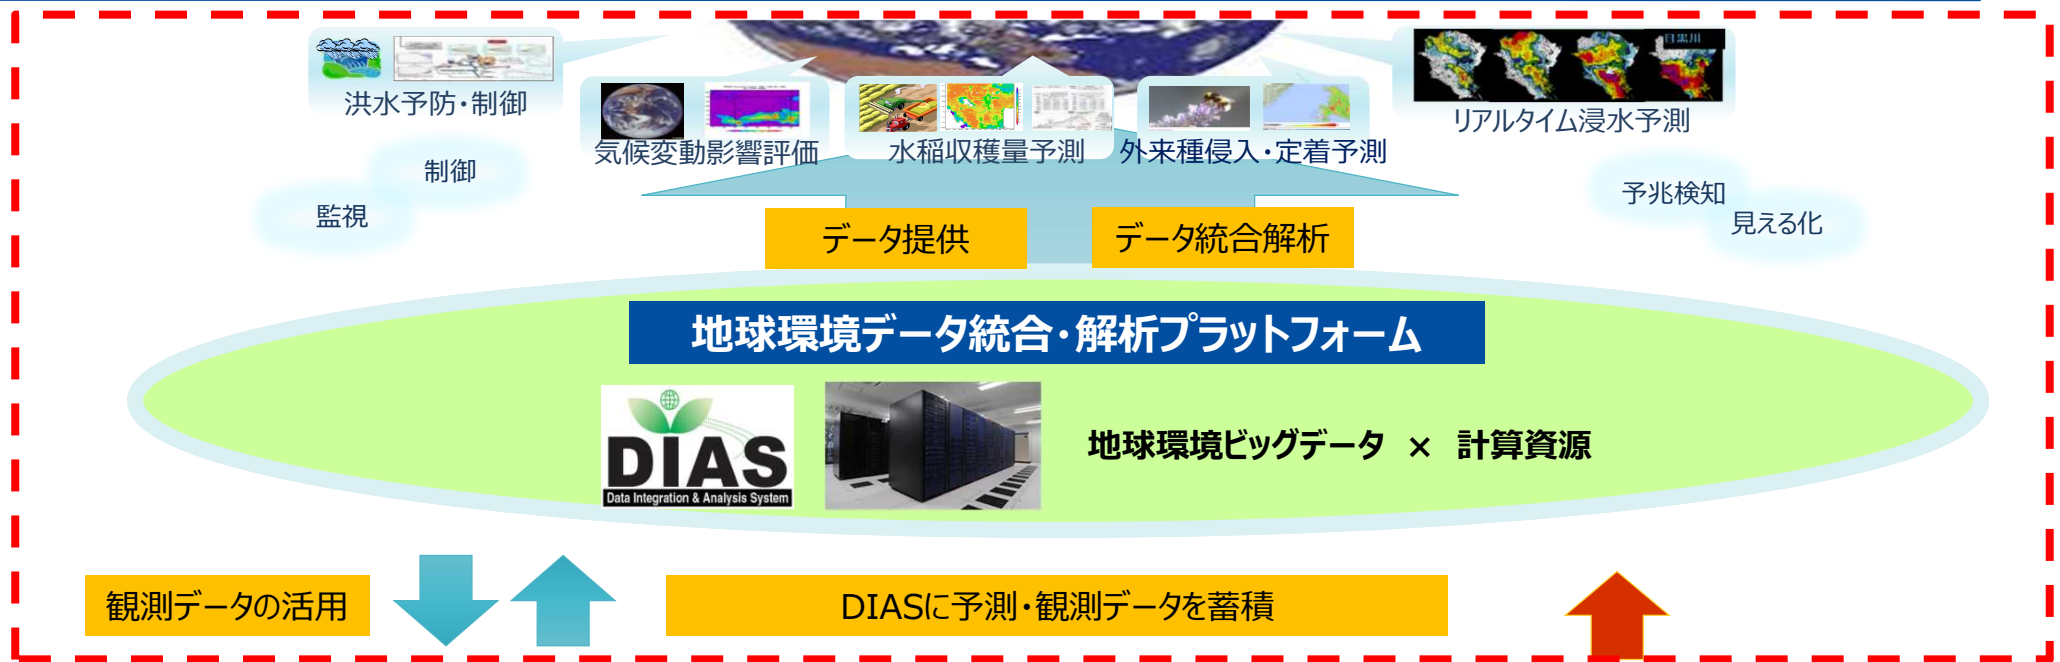 目黒川
洪水予防・制御
リアルタイム浸水予測
気候変動影響評価
水稲収穫量予測
外来種侵入・定着予測
制御
監視
予兆検知
見える化
データ提供
データ統合解析
地球環境データ統合・解析プラットフォーム
DIAS
Data Integration & Analysis System
地球環境ビッグデータ × 計算資源
観測データの活用
DIASに予測・観測データを蓄積